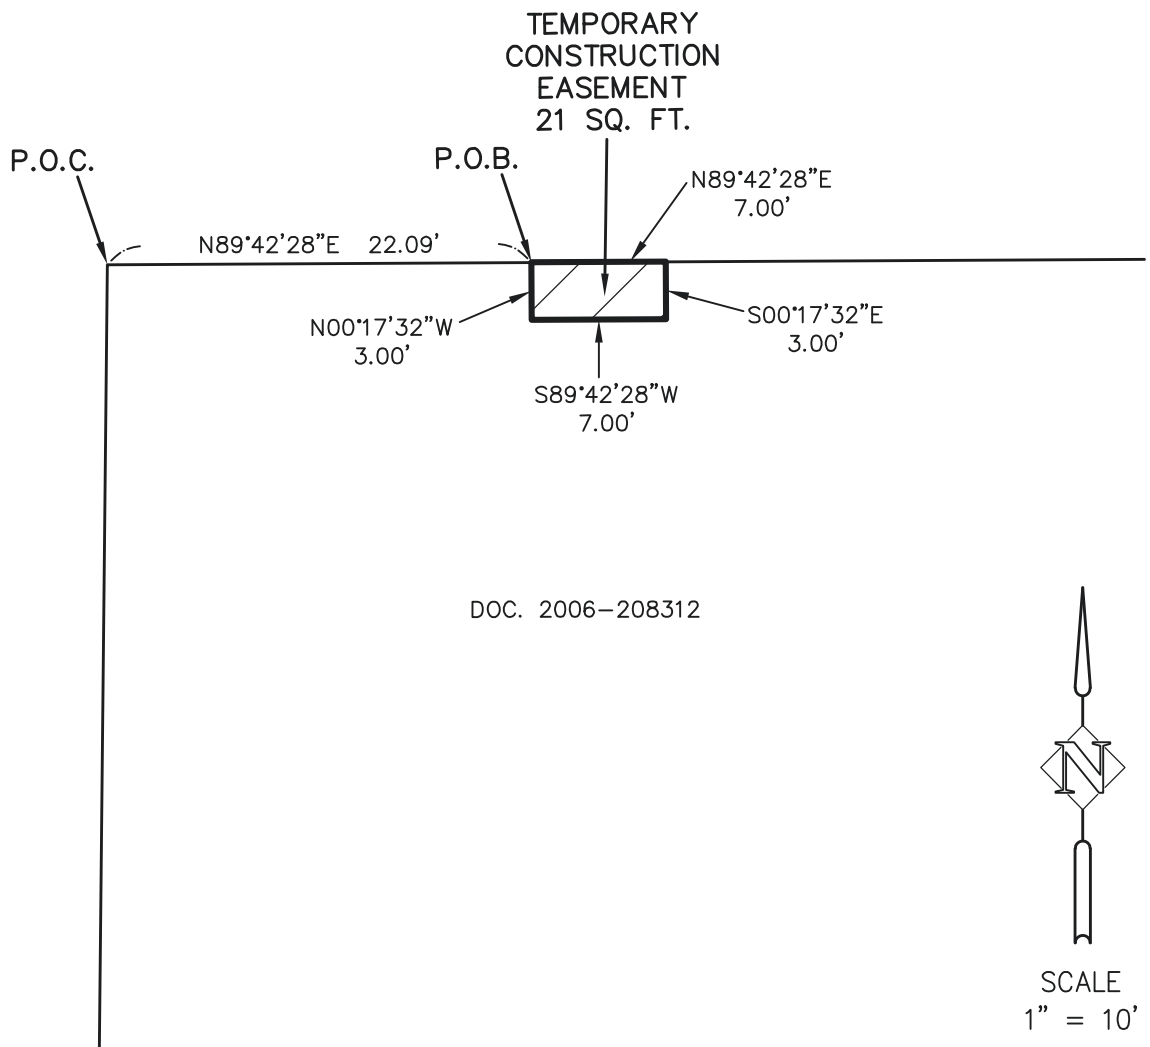 TEMPORARY
CONSTRUCTION
EASEMENT
21 SQ. FT.
P.O.C.
P.O.B.
N89°42'28"E
7.00'
N89°42'28"E 22.09'
N00°17'32"W
3.00'
S00°17'32"E
3.00'
S89°42'28"W
7.00'
DOC. 2006-208312
N
SCALE
1" = 10'